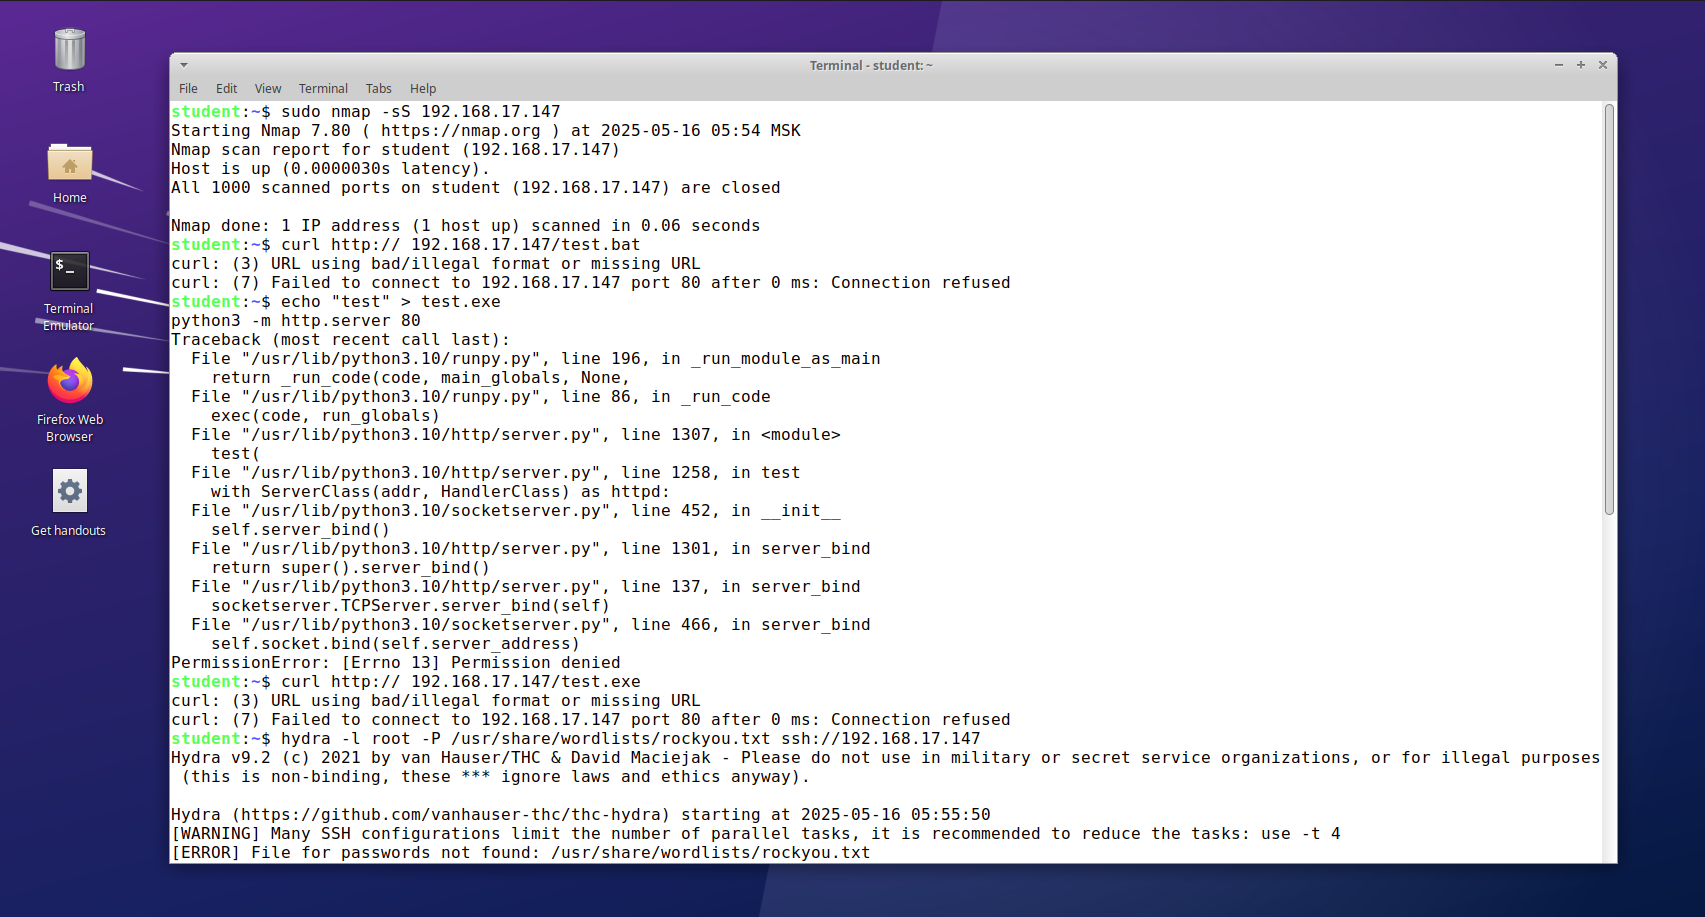 Trash
Home
Terminal
Emulator
Firefox Web
Browser
Get handouts
Terminal - student: ~
File Edit View Terminal Tabs Help
student:~$ sudo nmap -sS 192.168.17.147
Starting Nmap 7.80 ( https://nmap.org ) at 2025-05-16 05:54 MSK
Nmap scan report for student (192.168.17.147)
Host is up (0.0000030s latency).
All 1000 scanned ports on student (192.168.17.147) are closed

Nmap done: 1 IP address (1 host up) scanned in 0.06 seconds
student:~$ curl http:// 192.168.17.147/test.bat
curl: (3) URL using bad/illegal format or missing URL
curl: (7) Failed to connect to 192.168.17.147 port 80 after 0 ms: Connection refused
student:~$ echo "test" > test.exe
python3 -m http.server 80
Traceback (most recent call last):
  File "/usr/lib/python3.10/runpy.py", line 196, in _run_module_as_main
    return _run_code(code, main_globals, None,
  File "/usr/lib/python3.10/runpy.py", line 86, in _run_code
    exec(code, run_globals)
  File "/usr/lib/python3.10/http/server.py", line 1307, in <module>
    test(
  File "/usr/lib/python3.10/http/server.py", line 1258, in test
    with ServerClass(addr, HandlerClass) as httpd:
  File "/usr/lib/python3.10/socketserver.py", line 452, in __init__
    self.server_bind()
  File "/usr/lib/python3.10/http/server.py", line 1301, in server_bind
    return super().server_bind()
  File "/usr/lib/python3.10/http/server.py", line 137, in server_bind
    socketserver.TCPServer.server_bind(self)
  File "/usr/lib/python3.10/socketserver.py", line 466, in server_bind
    self.socket.bind(self.server_address)
PermissionError: [Errno 13] Permission denied
student:~$ curl http:// 192.168.17.147/test.exe
curl: (3) URL using bad/illegal format or missing URL
curl: (7) Failed to connect to 192.168.17.147 port 80 after 0 ms: Connection refused
student:~$ hydra -l root -P /usr/share/wordlists/rockyou.txt ssh://192.168.17.147
Hydra v9.2 (c) 2021 by van Hauser/THC & David Maciejak - Please do not use in military or secret service organizations, or for illegal purposes
 (this is non-binding, these *** ignore laws and ethics anyway).

Hydra (https://github.com/vanhauser-thc/thc-hydra) starting at 2025-05-16 05:55:50
[WARNING] Many SSH configurations limit the number of parallel tasks, it is recommended to reduce the tasks: use -t 4
[ERROR] File for passwords not found: /usr/share/wordlists/rockyou.txt